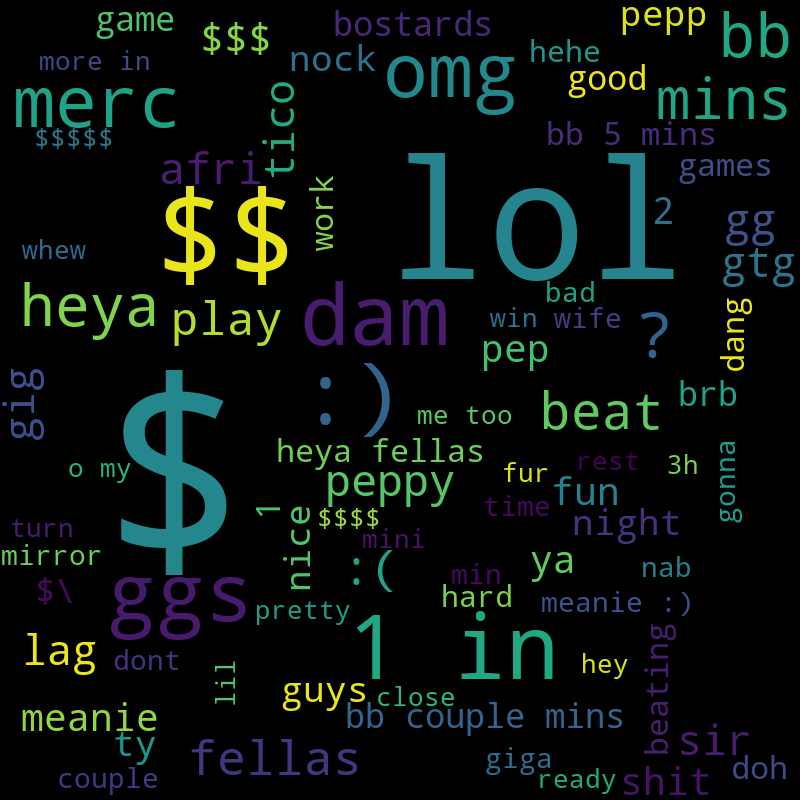 game
$$$
bostards
pepp
bb
more in
nock
omg
hehe
good
merc
mins
$$$$$
tico
bb 5 mins
afri
lol
games
work
$$
2
gg
whew
gtg
heya
play
dam
bad
win
wife
?
dang
pep
gig
:)
me too
beat
brb
$
heya fellas
o my
peppy
fur
rest
3h
gonna
1
nice
$$$$
time
fun
turn
mini
night
mirror
$\
ggs
:(
min
ya
nab
pretty
hard
meanie :)
lag
dont
lil
1 in
hey
beating
guys
close
meanie
bb couple mins
ty
fellas
sir
couple
giga
ready
shit
doh